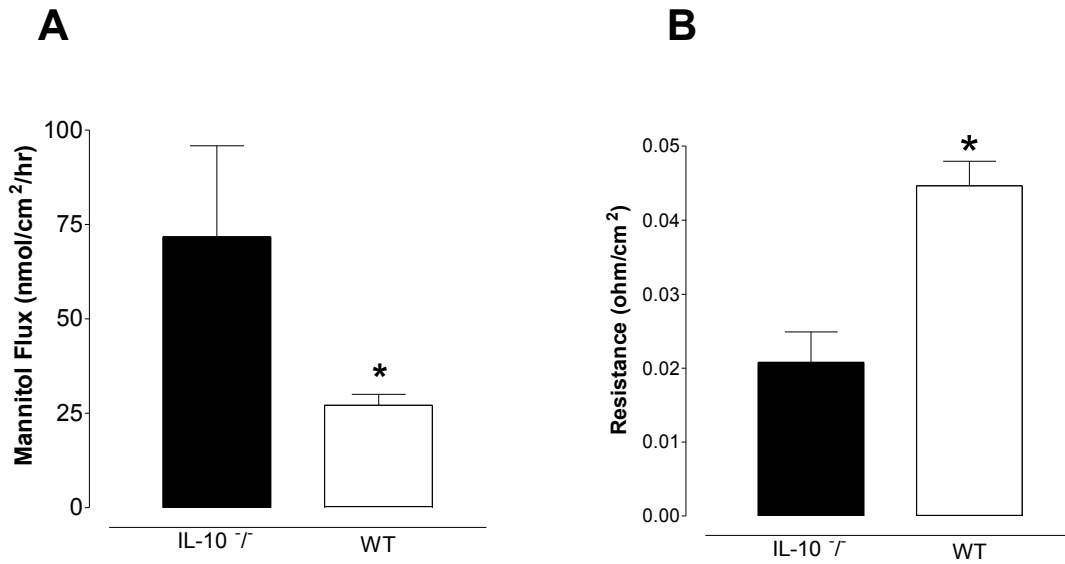 A
B
Mannitol Flux (nmol/cm²/hr)
100
75
50
25
0
*
IL-10 ⁻/⁻
WT
Resistance (ohm/cm²)
0.05
0.04
0.03
0.02
0.01
0.00
*
IL-10 ⁻/⁻
WT